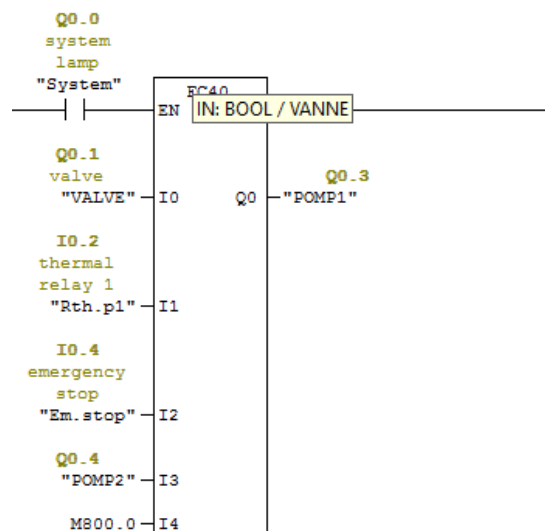 Q0.0
system
lamp
"System"
FC40
EN
IN: BOOL / VANNE
Q0.1
valve
"VALVE"
I0
Q0
Q0.3
"POMP1"
I0.2
thermal
relay 1
"Rth.p1"
I1
I0.4
emergency
stop
"Em.stop"
I2
Q0.4
"POMP2"
I3
M800.0
I4